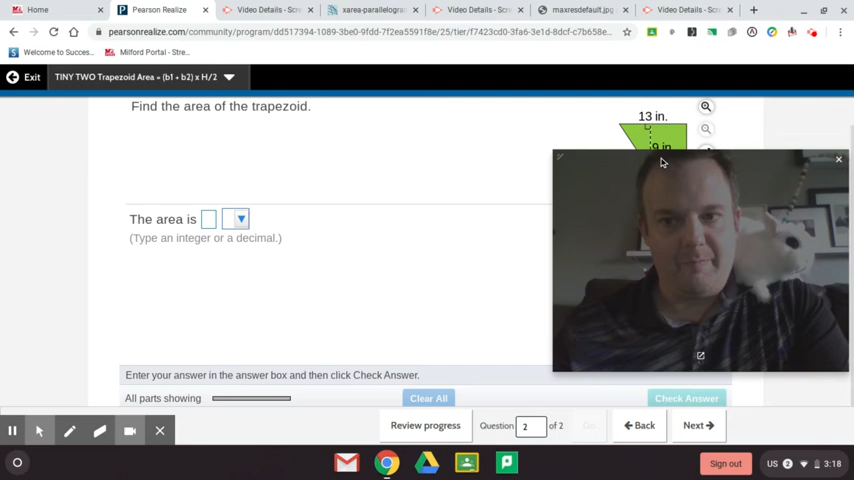 Home
Pearson Realize
Video Details - Scre
xarea-parallelogra
Video Details - Scre
maxresdefault.jpg
Video Details - Scre
pearsonrealize.com/community/program/dd517394-1089-3be0-9fdd-7f2ea5591f8e/25/tier/f7423cd0-3fa6-3e1d-8dcf-c7b658e...
Welcome to Succes...
Milford Portal - Stre...
Exit
TINY TWO Trapezoid Area = (b1 + b2) x H/2
Find the area of the trapezoid.
13 in.
9 in
The area is
(Type an integer or a decimal.)
Enter your answer in the answer box and then click Check Answer.
All parts showing
Clear All
Check Answer
Review progress
Question 2 of 2
Go
Back
Next
Sign out
US 2 3:18